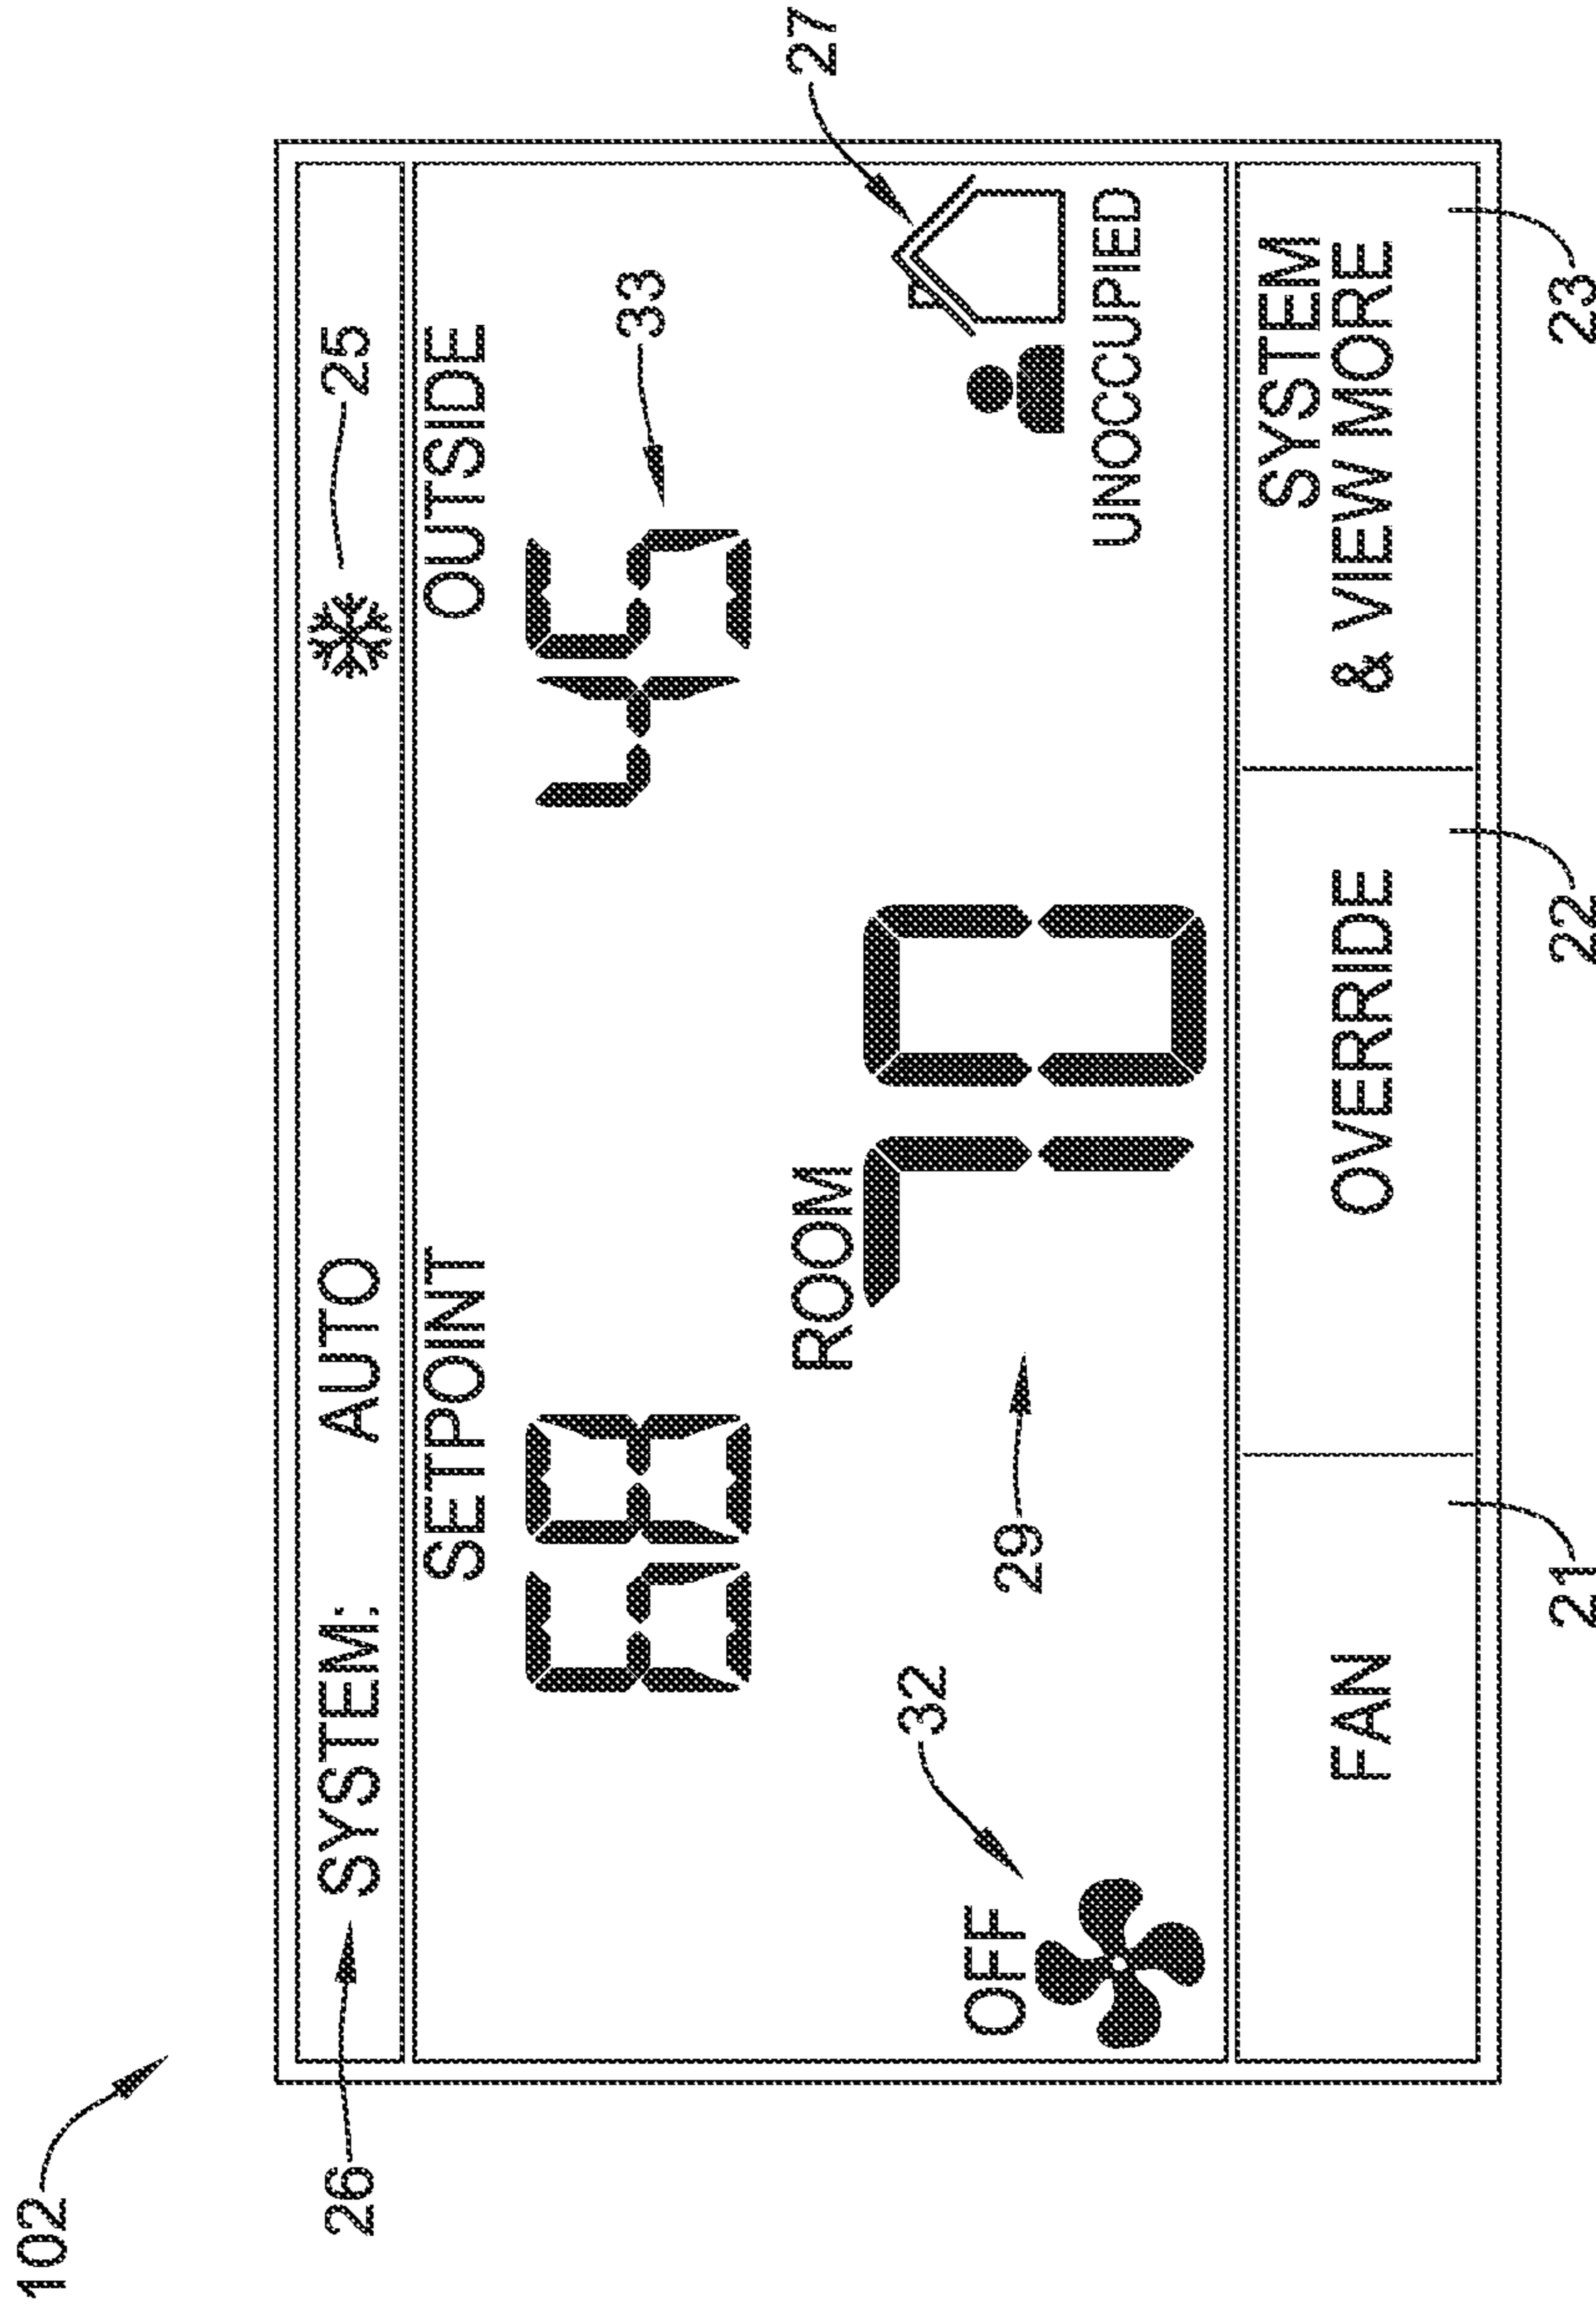 102
26 SYSTEM: AUTO 25
SETPOINT OUTSIDE
33
68 45
27
ROOM
32
OFF
29 70
UNOCCUPIED
FAN
OVERRIDE
SYSTEM
& VIEW MORE
21 22 23